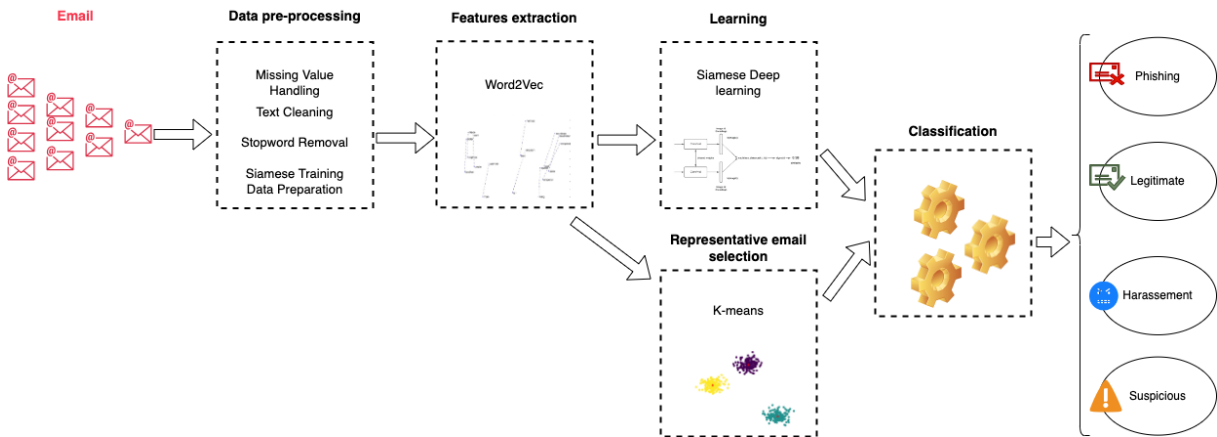 Email
Data pre-processing
Missing Value
Handling
Text Cleaning
Stopword Removal
Siamese Training
Data Preparation
Features extraction
Word2Vec
Learning
Siamese Deep
learning
Representative email
selection
K-means
Classification
Phishing
Legitimate
Harassement
Suspicious